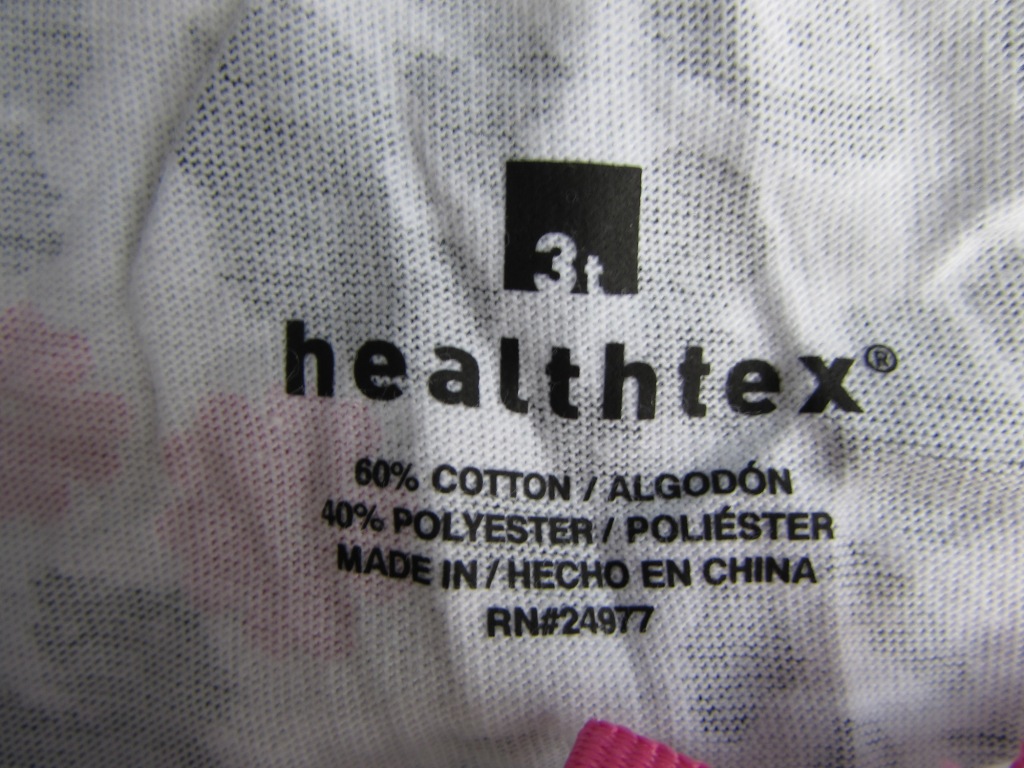 3t
healthtex®
60% COTTON / ALGODÓN
40% POLYESTER / POLIÉSTER
MADE IN / HECHO EN CHINA
RN#24977